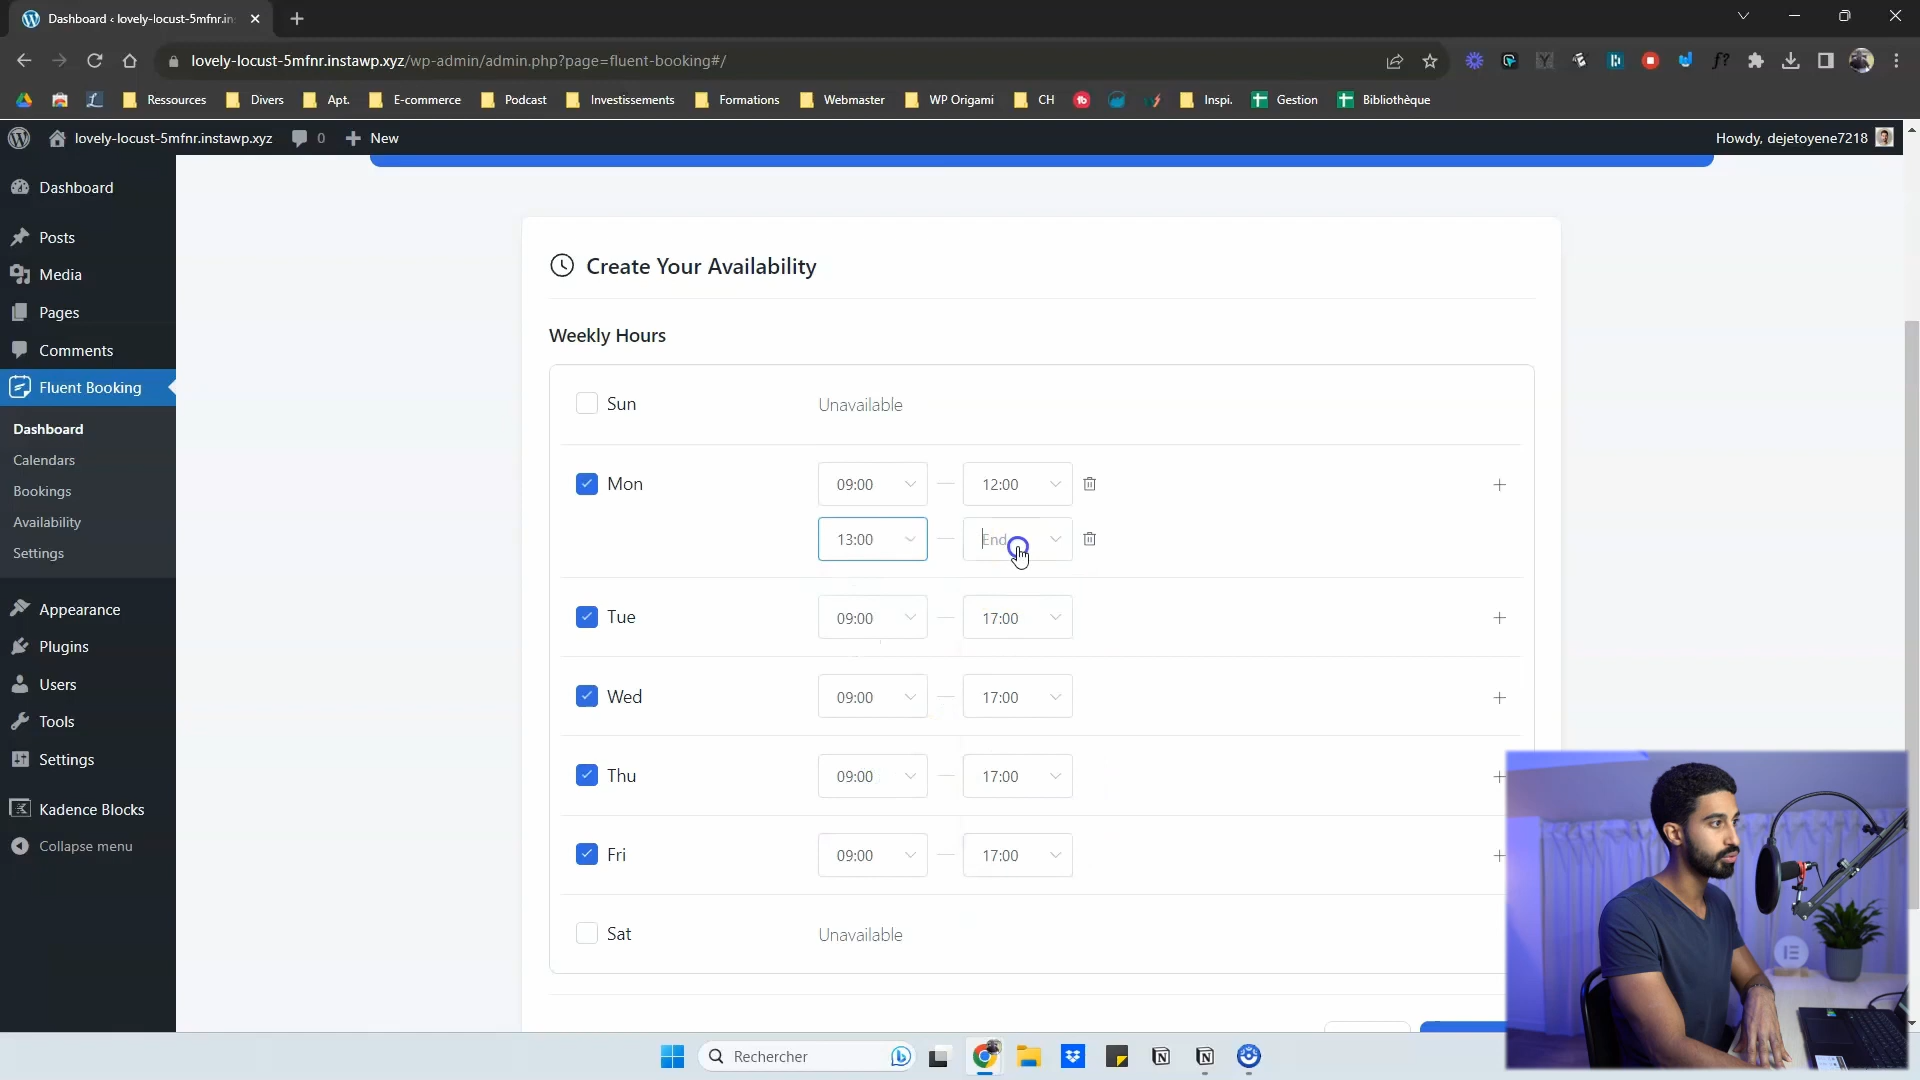 Dashboard ‹ lovely-locust-5mfnr.in
lovely-locust-5mfnr.instawp.xyz/wp-admin/admin.php?page=fluent-booking#/
Ressources Divers Apt. E-commerce Podcast Investissements Formations Webmaster WP Origami CH Inspi. Gestion Bibliothèque
lovely-locust-5mfnr.instawp.xyz 0 New Howdy, dejetoyene7218
Dashboard
Posts
Media
Pages
Comments
Fluent Booking
Dashboard
Calendars
Bookings
Availability
Settings
Appearance
Plugins
Users
Tools
Settings
Kadence Blocks
Collapse menu
Create Your Availability
Weekly Hours
Sun Unavailable
Mon 09:00 12:00
13:00 End
Tue 09:00 17:00
Wed 09:00 17:00
Thu 09:00 17:00
Fri 09:00 17:00
Sat Unavailable
Rechercher